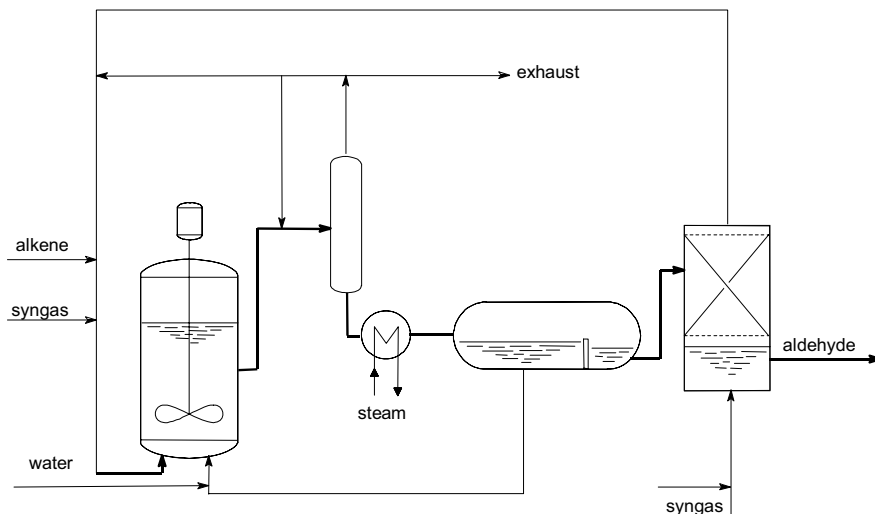 exhaust
alkene
syngas
aldehyde
steam
water
syngas